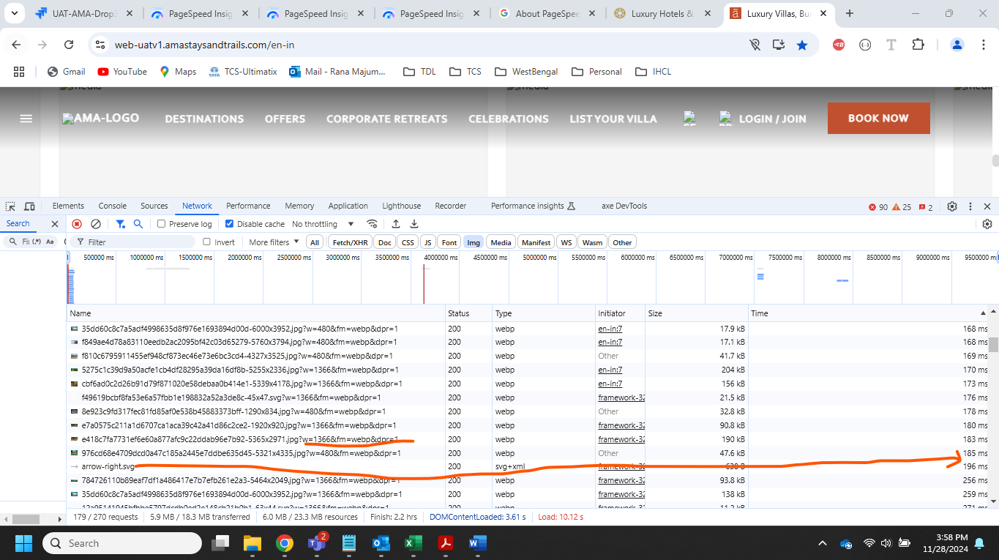 UAT-AMA-Drop3
PageSpeed Insig
PageSpeed Insig
PageSpeed Insig
About PageSpee
Luxury Hotels &
Luxury Villas, Bu
web-uatv1.amastaysandtrails.com/en-in
Gmail
YouTube
Maps
TCS-Ultimatix
Mail - Rana Majum...
TDL
TCS
WestBengal
Personal
IHCL
media
media
media
AMA-LOGO
DESTINATIONS
OFFERS
CORPORATE RETREATS
CELEBRATIONS
LIST YOUR VILLA
LOGIN / JOIN
BOOK NOW
Elements
Console
Sources
Network
Performance
Memory
Application
Lighthouse
Recorder
Performance insights
axe DevTools
90
25
2
Search
Preserve log
Disable cache
No throttling
Fi
(.*)
Aa
Filter
Invert
More filters
All
Fetch/XHR
Doc
CSS
JS
Font
Img
Media
Manifest
WS
Wasm
Other
500000 ms
1000000 ms
1500000 ms
2000000 ms
2500000 ms
3000000 ms
3500000 ms
4000000 ms
4500000 ms
5000000 ms
5500000 ms
6000000 ms
6500000 ms
7000000 ms
7500000 ms
8000000 ms
8500000 ms
9000000 ms
9500000 m
Name Status Type Initiator Size Time
35dd60c8c7a5adf4998635d8f976e1693894d00d-6000x3952.jpg?w=480&fm=webp&dpr=1 200 webp en-in:7 17.9 kB 168 ms
f849ae4d78a83110eedb2ac2095bf42c03d65279-5760x3794.jpg?w=480&fm=webp&dpr=1 200 webp en-in:7 17.1 kB 168 ms
f810c6795911455ef948cf873ec46e73e6bc3cd4-4327x3525.jpg?w=480&fm=webp&dpr=1 200 webp Other 41.7 kB 169 ms
5275c1c39d9a50acfe1cb4df28295a39da16df8b-5255x2336.jpg?w=1366&fm=webp&dpr=1 200 webp en-in:7 204 kB 170 ms
cbf6ad0c2d26b91d79f871020e58debaa0b414e1-5339x4178.jpg?w=1366&fm=webp&dpr=1 200 webp en-in:7 156 kB 173 ms
f49619bcbf8fa53e6a57fbb1e198832a52a3de8c-45x47.svg?w=1366&fm=webp&dpr=1 200 webp framework-32 21.5 kB 176 ms
8e923c9fd317fec81fd85af0e538b45883373bff-1290x834.jpg?w=480&fm=webp&dpr=1 200 webp Other 32.8 kB 178 ms
e7a0575c211a1d6707ca1aca39c42a41d86c2ce2-1920x920.jpg?w=1366&fm=webp&dpr=1 200 webp framework-32 90.8 kB 180 ms
e418c7fa7731ef6e60a877afc9c22ddab96e7b92-5365x2971.jpg?w=1366&fm=webp&dpr=1 200 webp framework-32 190 kB 183 ms
976cd68e4709dcd0a47c185a2445e7ddbe635d45-5321x4335.jpg?w=480&fm=webp&dpr=1 200 webp Other 47.6 kB 185 ms
arrow-right.svg 200 svg+xml framework-32 638 B 196 ms
784726110b89eaf7df1a486417e7b7efb261e2a3-5464x2049.jpg?w=1366&fm=webp&dpr=1 200 webp framework-32 93.8 kB 256 ms
35dd60c8c7a5adf4998635d8f976e1693894d00d-6000x3952.jpg?w=1366&fm=webp&dpr=1 200 webp framework-32 138 kB 259 ms
200 webp framework-32 11.2 kB 271 ms
179 / 270 requests
5.9 MB / 18.3 MB transferred
6.0 MB / 23.3 MB resources
Finish: 2.2 hrs
DOMContentLoaded: 3.61 s
Load: 10.12 s
Search
2
3:58 PM
11/28/2024